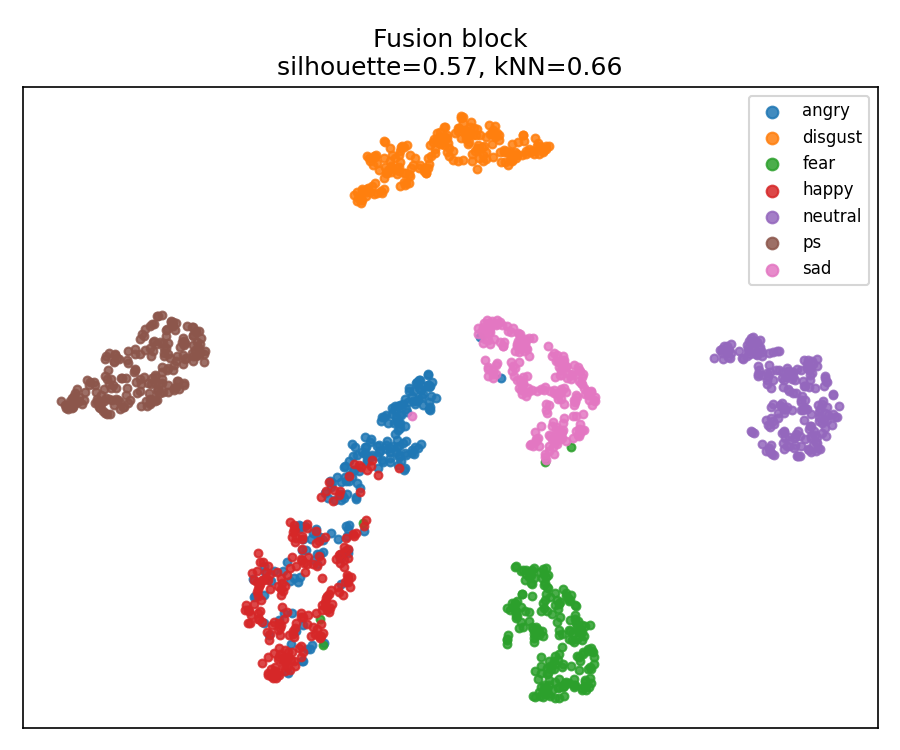 Fusion block
silhouette=0.57, kNN=0.66
angry
disgust
fear
happy
neutral
ps
sad